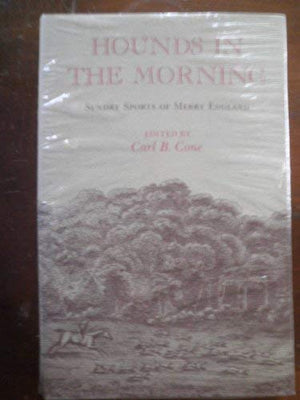 HOUNDS IN
THE MORNING
SUNDRY SPORTS OF MERRY ENGLAND
EDITED BY
Carl B. Cone